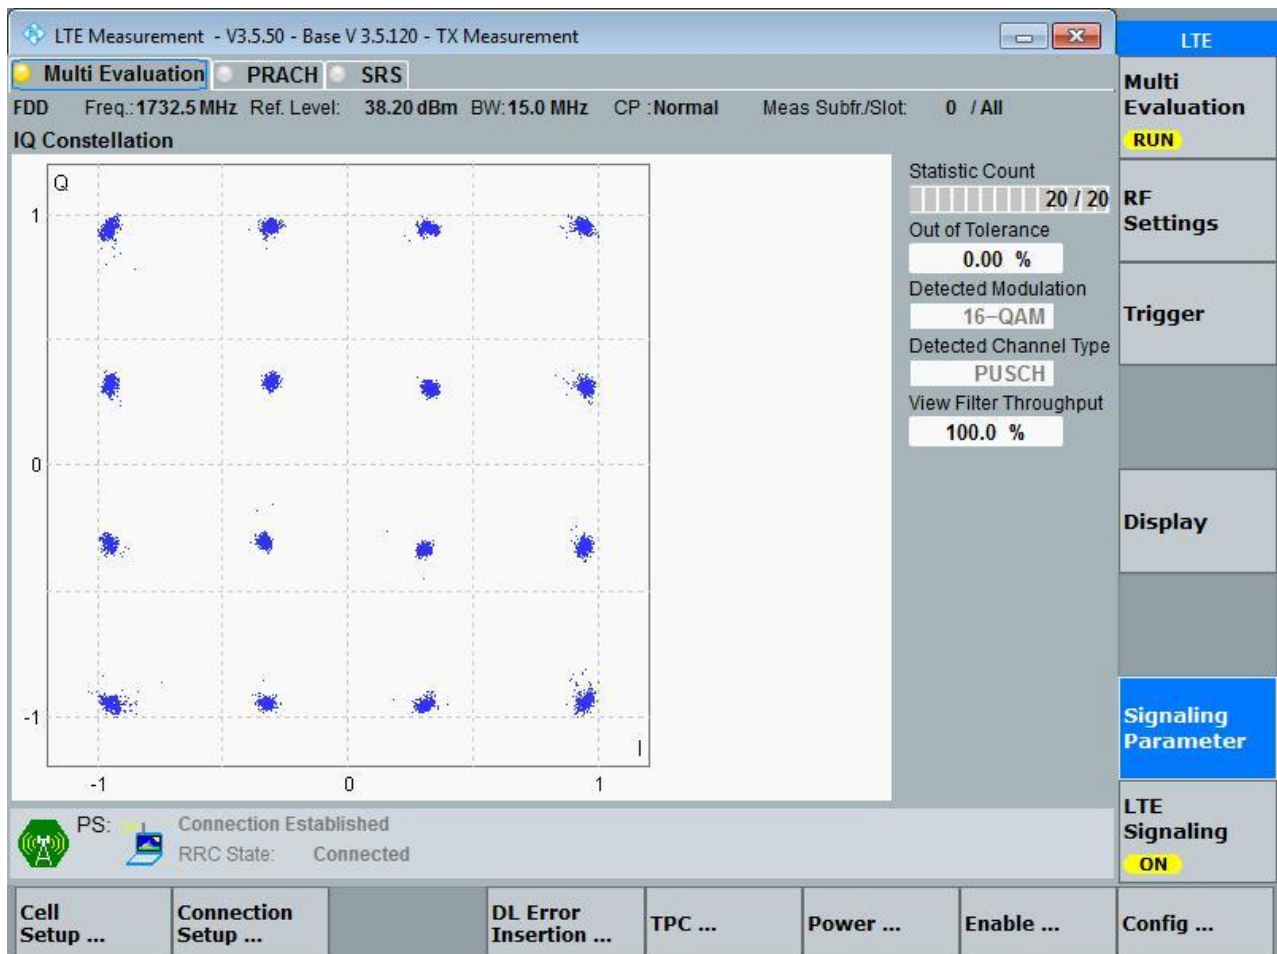 LTE Measurement - V3.5.50 - Base V 3.5.120 - TX Measurement
LTE
Multi Evaluation PRACH SRS
FDD Freq.: 1732.5 MHz Ref. Level: 38.20 dBm BW: 15.0 MHz CP : Normal Meas Subfr./Slot: 0 / All
IQ Constellation
Q
1
0
-1
I
-1 0 1
Statistic Count
20 / 20
Out of Tolerance
0.00 %
Detected Modulation
16-QAM
Detected Channel Type
PUSCH
View Filter Throughput
100.0 %
Multi
Evaluation
RUN
RF
Settings
Trigger
Display
Signaling
Parameter
LTE
Signaling
ON
PS: Connection Established
RRC State: Connected
Cell
Setup ...
Connection
Setup ...
DL Error
Insertion ...
TPC ...
Power ...
Enable ...
Config ...